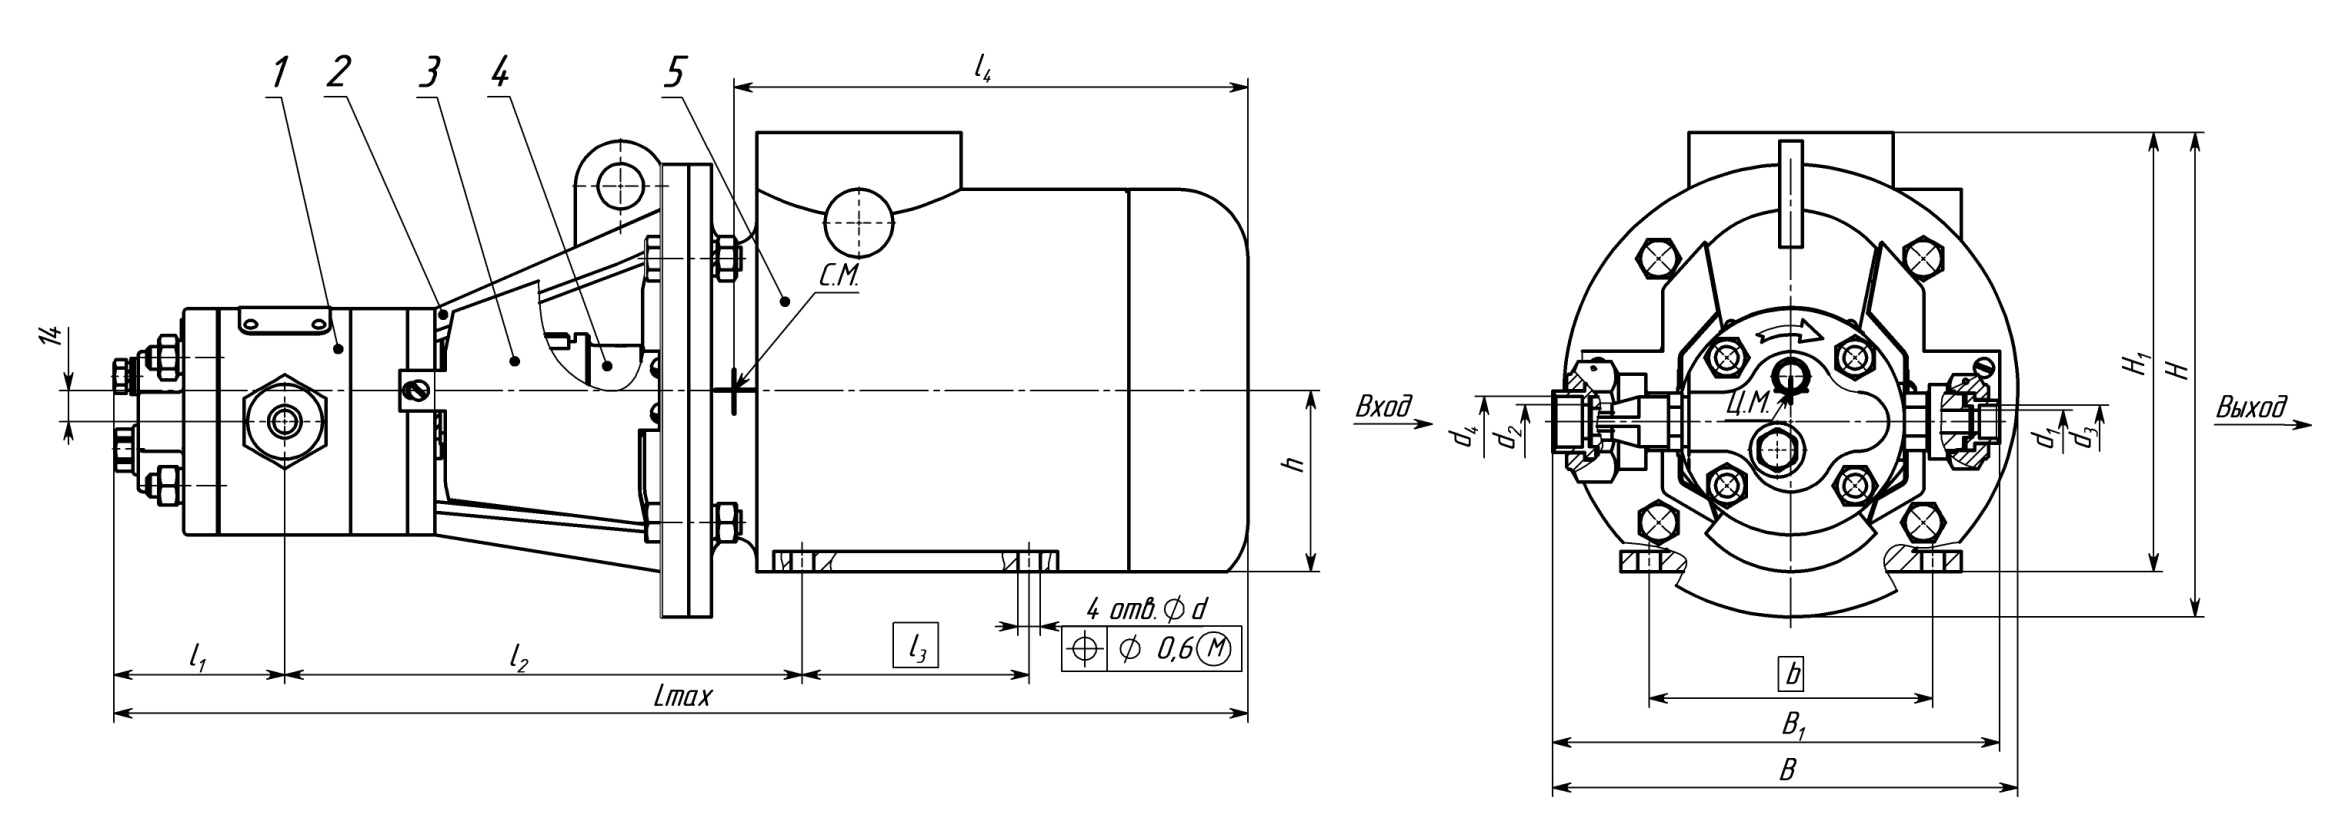 1 2 3 4 5
l4
С.М.
14
h
4 отв. ⌀ d
⌖ ⌀ 0,6 Ⓜ
l1
l2
l3
Lmax
Вход
d4
d2
Ц.М.
d1
d3
H1
H
Выход
b
B1
B